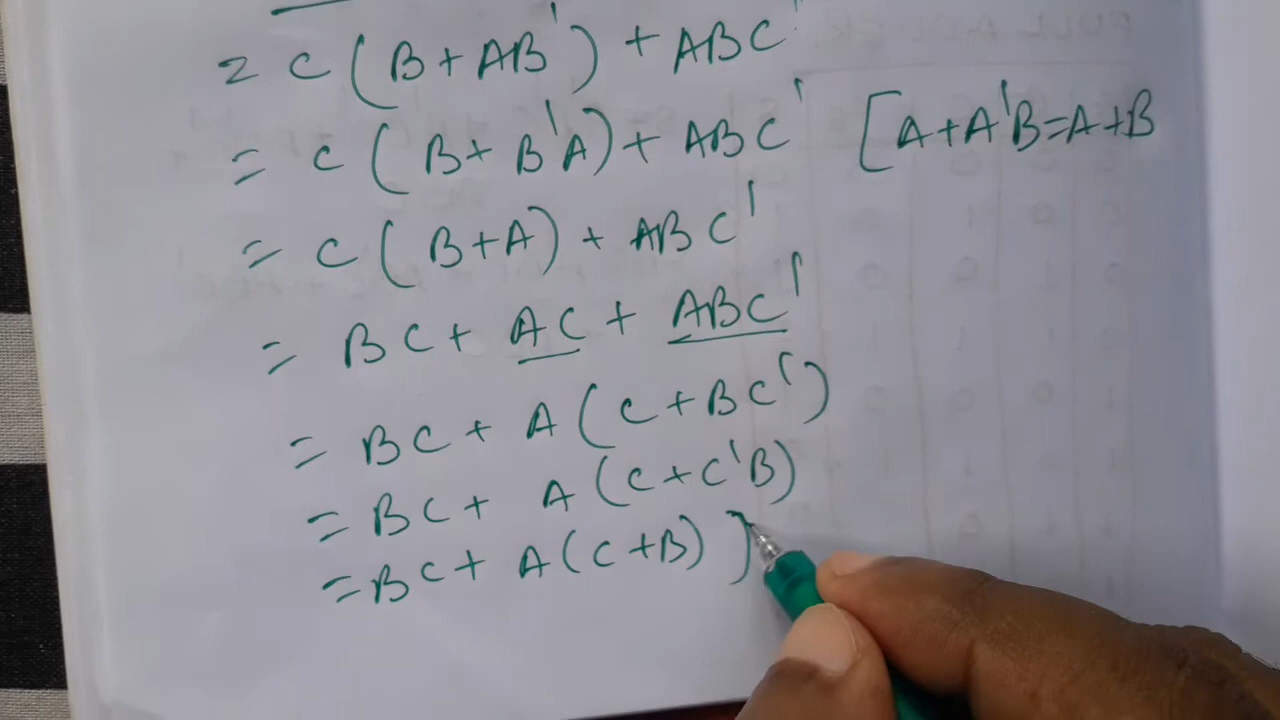 = C(B+AB') + ABC'
= C(B+B'A) + ABC' [A+A'B=A+B
= C(B+A) + ABC'
= BC + AC + ABC'
= BC + A(C+BC')
= BC + A(C+C'B)
= BC + A(C+B) )